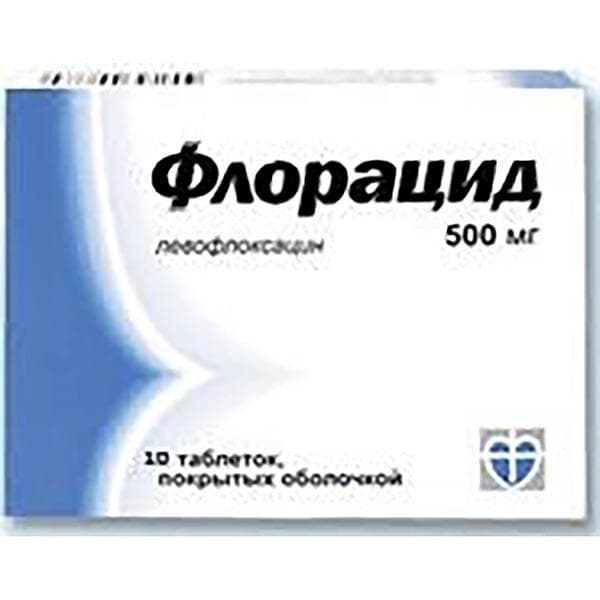 Флорацид
500 мг
левофлоксацин
10 таблеток,
покрытых оболочкой